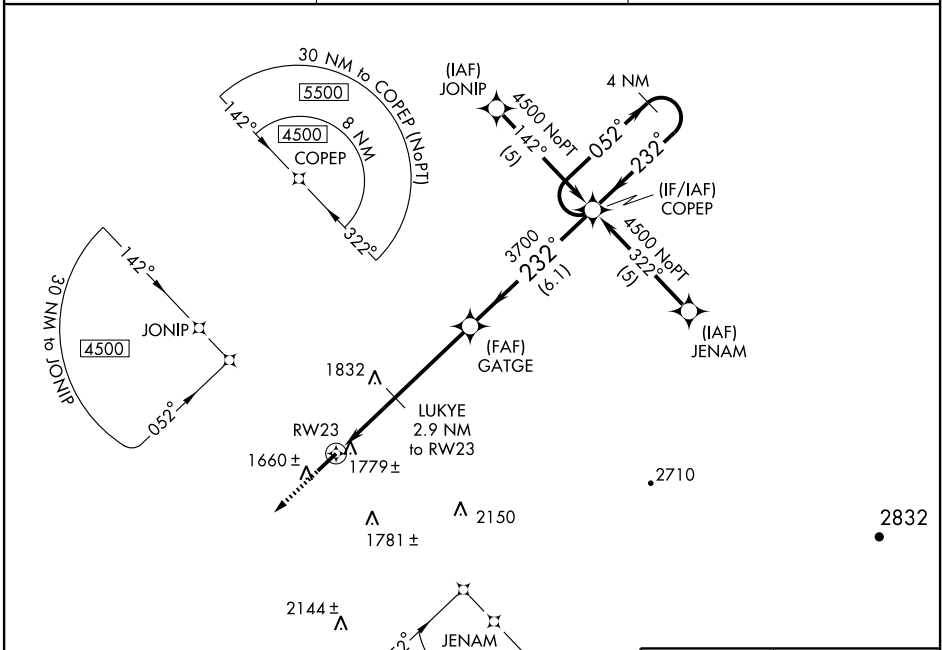 30 NM to COPEP (NoPT)
5500
4500
8 NM
142°
COPEP
322°
(IAF)
JONIP
4500 NoPT
142°
(5)
4 NM
052°
232°
(IF/IAF)
COPEP
4500 NoPT
322°
(5)
(IAF)
JENAM
3700
232°
(6.1)
(FAF)
GATGE
142°
30 NM to JONIP
JONIP
4500
052°
1832
LUKYE
2.9 NM
to RW23
RW23
1660 ±
1779 ±
2710
2150
1781 ±
2832
2144 ±
JENAM